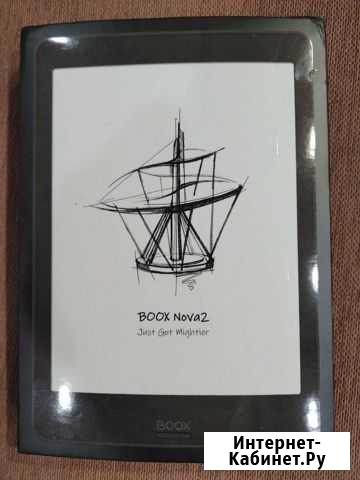 BOOX Nova2
Just Got Mightier
BOOX
Интернет-
Кабинет.Ру